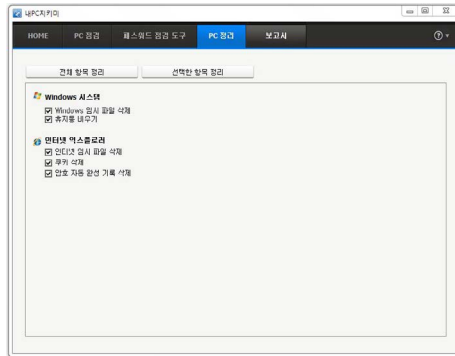 내PC지키미
HOME PC 점검 패스워드 점검 도구 PC 정리 보고서
전체 항목 정리 선택한 항목 정리
Windows 시스템
Windows 임시 파일 삭제
휴지통 비우기
인터넷 익스플로러
인터넷 임시 파일 삭제
쿠키 삭제
암호 자동 완성 기록 삭제